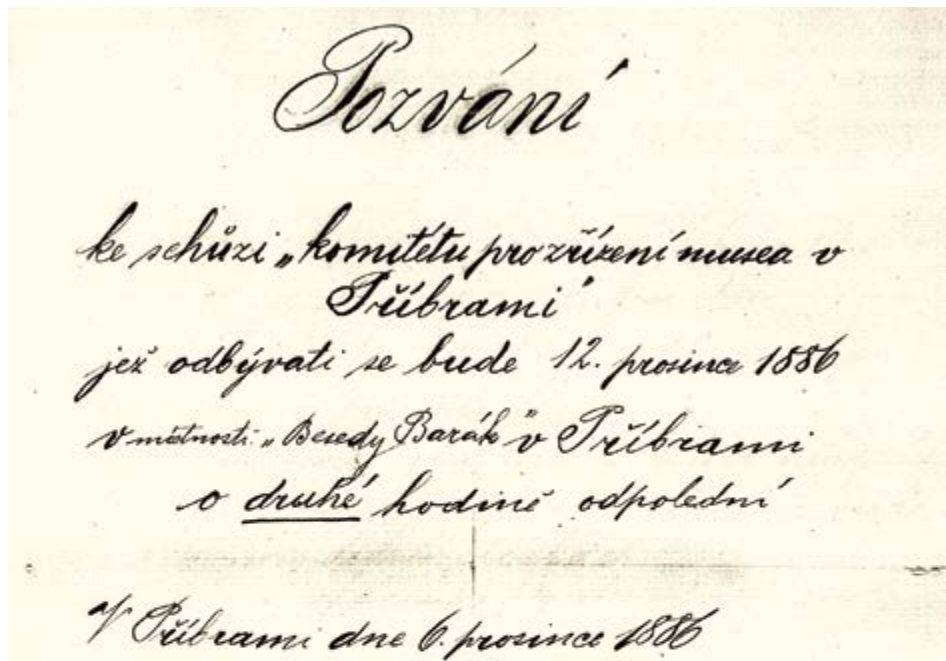 Pozvání
ke schůzi „komitétu pro zřízení musea v
Příbrami"
jež odbývati se bude 12. prosince 1886
v místnosti „Besedy Barák" v Příbrami
o druhé hodině odpolední
V Příbrami dne 6. prosince 1886